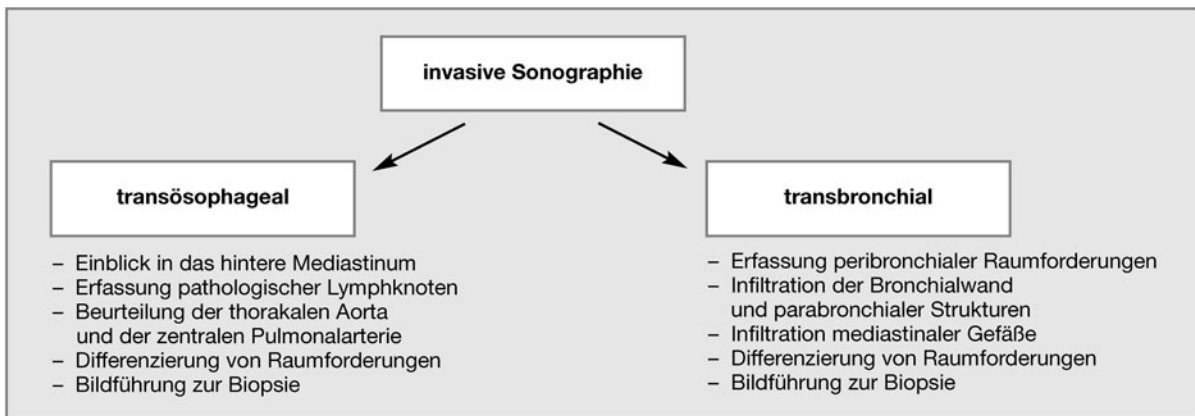 invasive Sonographie
transösophageal
– Einblick in das hintere Mediastinum
– Erfassung pathologischer Lymphknoten
– Beurteilung der thorakalen Aorta
und der zentralen Pulmonalarterie
– Differenzierung von Raumforderungen
– Bildführung zur Biopsie
transbronchial
– Erfassung peribronchialer Raumforderungen
– Infiltration der Bronchialwand
und parabronchialer Strukturen
– Infiltration mediastinaler Gefäße
– Differenzierung von Raumforderungen
– Bildführung zur Biopsie